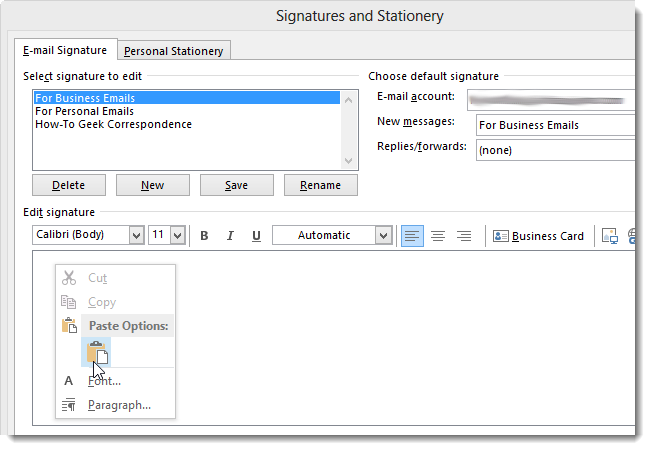 Signatures and Stationery
E-mail Signature Personal Stationery
Select signature to edit
For Business Emails
For Personal Emails
How-To Geek Correspondence
Delete New Save Rename
Choose default signature
E-mail account:
New messages: For Business Emails
Replies/forwards: (none)
Edit signature
Calibri (Body) 11 B I U Automatic Business Card
Cut
Copy
Paste Options:
A Font...
Paragraph...